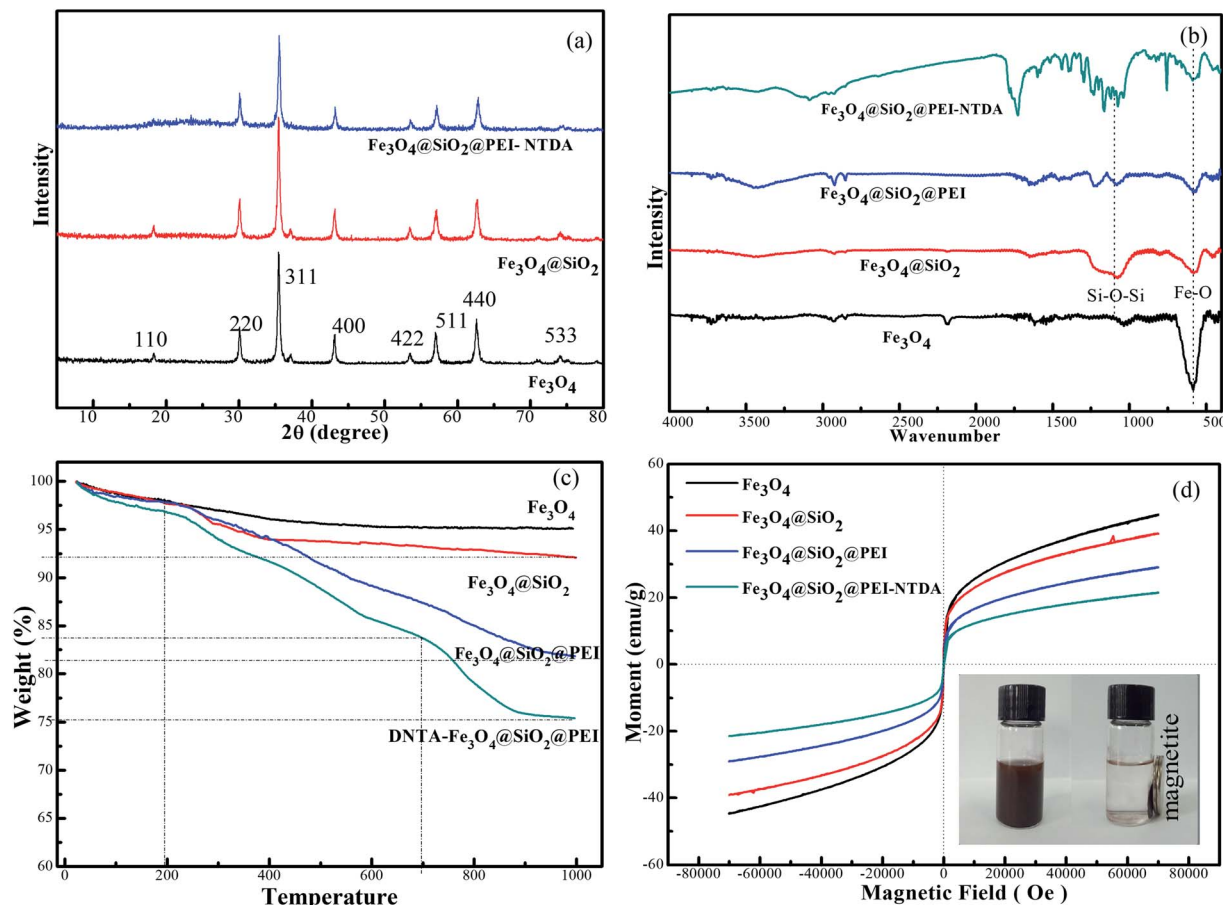 (a)
Fe₃O₄@SiO₂@PEI- NTDA
Fe₃O₄@SiO₂
311
110
220
400
422
511
440
533
Fe₃O₄
Intensity
10 20 30 40 50 60 70 80
2θ (degree)
(b)
Fe₃O₄@SiO₂@PEI-NTDA
Fe₃O₄@SiO₂@PEI
Fe₃O₄@SiO₂
Si-O-Si
Fe-O
Fe₃O₄
Intensity
4000 3500 3000 2500 2000 1500 1000 500
Wavenumber
(c)
100
95
90
85
80
75
70
65
60
Fe₃O₄
Fe₃O₄@SiO₂
Fe₃O₄@SiO₂@PEI
DNTA-Fe₃O₄@SiO₂@PEI
Weight (%)
0 200 400 600 800 1000
Temperature
(d)
60
40
20
0
-20
-40
-60
Fe₃O₄
Fe₃O₄@SiO₂
Fe₃O₄@SiO₂@PEI
Fe₃O₄@SiO₂@PEI-NTDA
magnetite
Moment (emu/g)
-80000 -60000 -40000 -20000 0 20000 40000 60000 80000
Magnetic Field ( Oe )